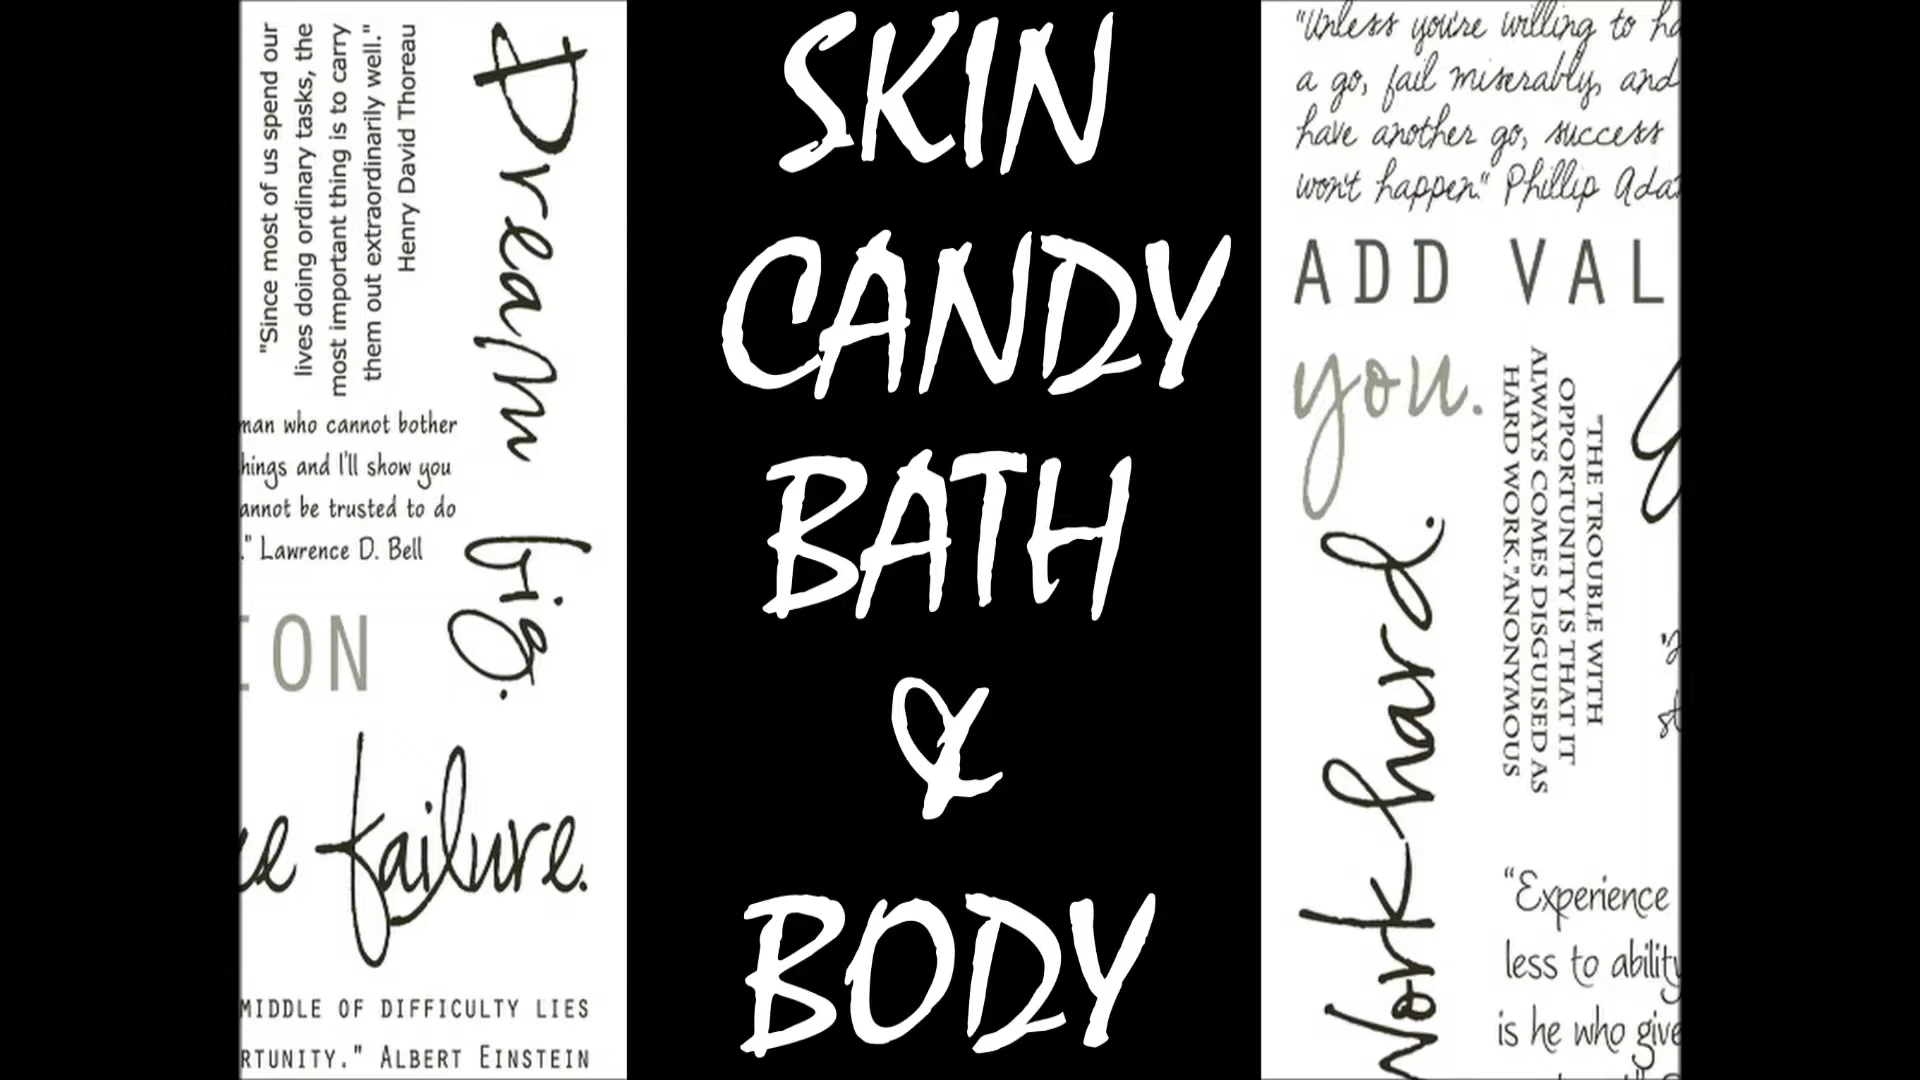 "Since most of us spend our
lives doing ordinary tasks, the
most important thing is to carry
them out extraordinarily well."
Henry David Thoreau
Dream big.
man who cannot bother
hings and I'll show you
annot be trusted to do
." Lawrence D. Bell
ION
failure.
MIDDLE OF DIFFICULTY LIES
RTUNITY." ALBERT EINSTEIN
SKIN
CANDY
BATH
&
BODY
"Unless you're willing to ha
a go, fail miserably, and
have another go, success
won't happen." Phillip Ada
ADD VAL
you.
Work hard.
"THE TROUBLE WITH
OPPORTUNITY IS THAT IT
ALWAYS COMES DISGUISED AS
HARD WORK."ANONYMOUS
"Experience
less to ability
is he who give